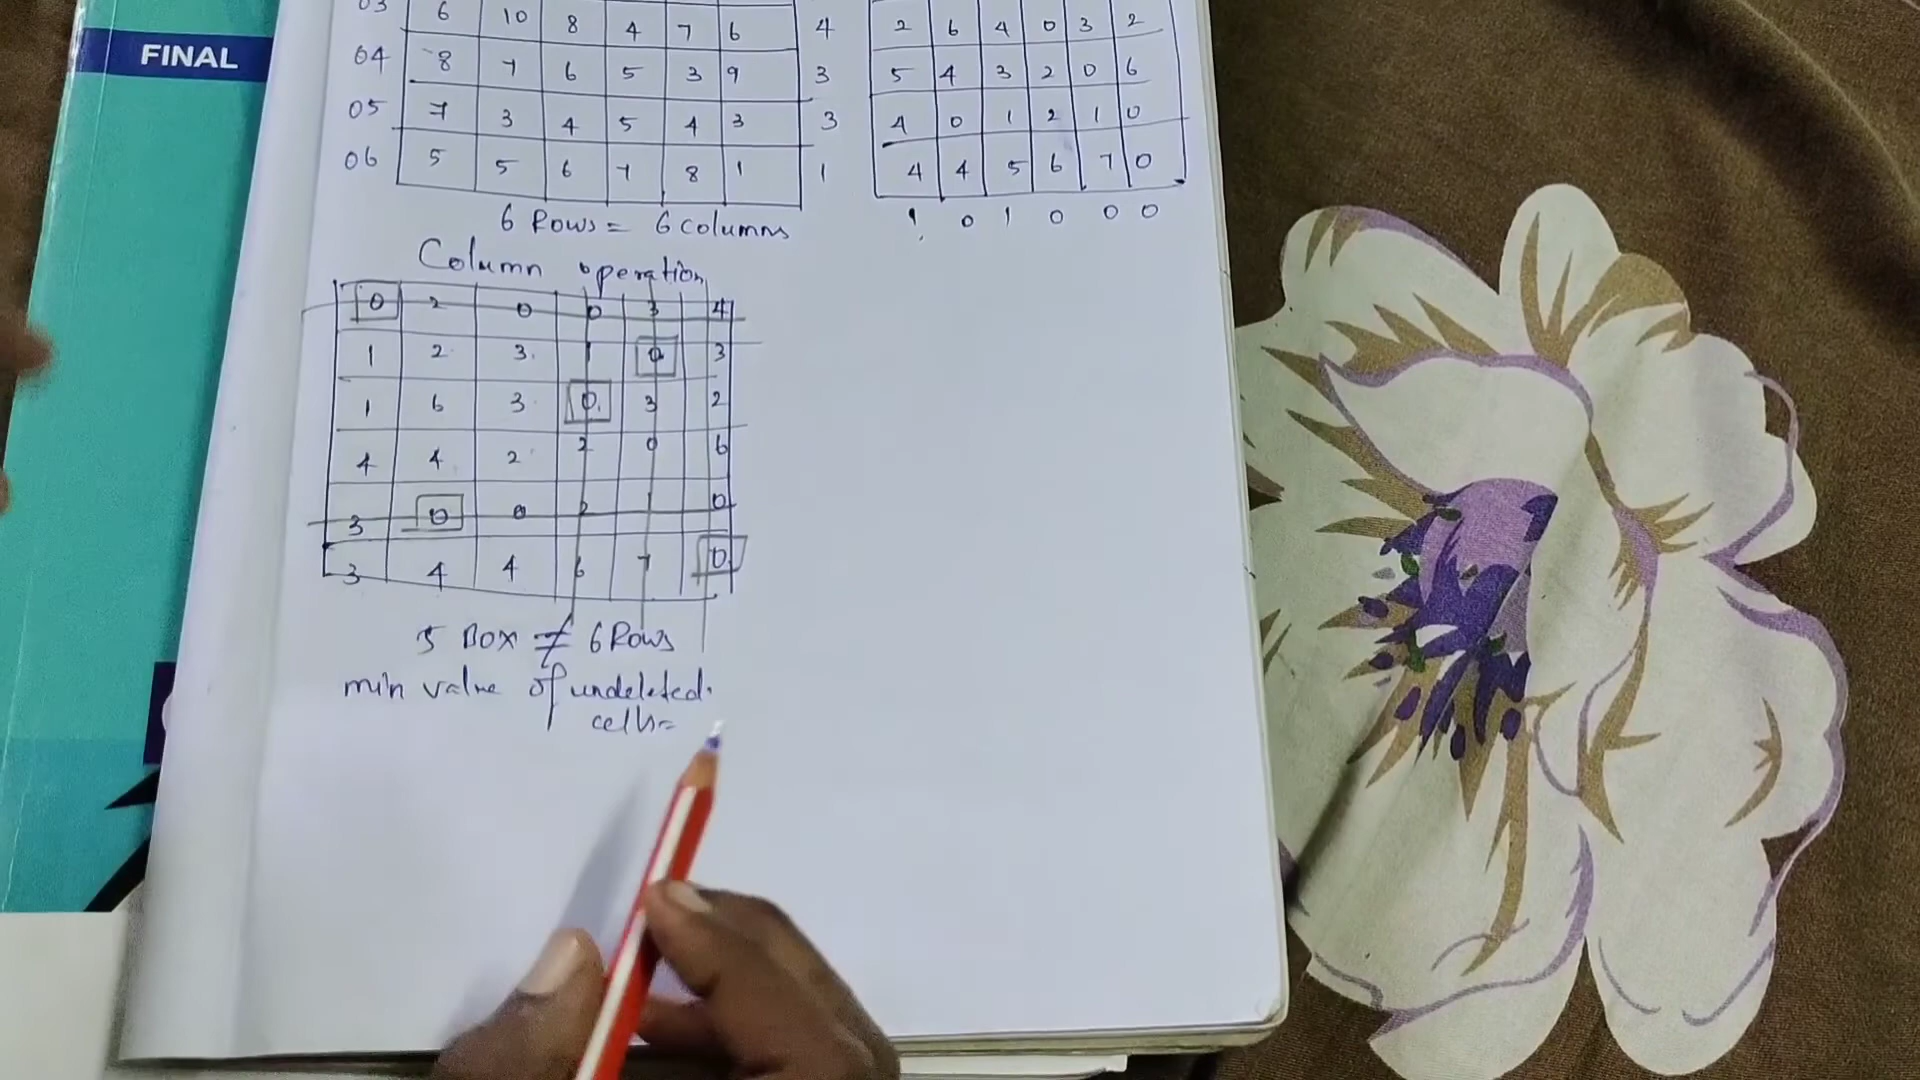 FINAL
03 6 10 8 4 7 6 4
04 8 7 6 5 3 9 3
05 7 3 4 5 4 3 3
06 5 5 6 7 8 1 1
2 6 4 0 3 2
5 4 3 2 0 6
4 0 1 2 1 0
4 4 5 6 7 0
1 0 1 0 0 0
6 Rows = 6 columns
Column operation
0 2 0 0 3 4
1 2 3 1 0 3
1 6 3 0 3 2
4 4 2 2 0 6
3 0 0 2 1 0
3 4 4 6 7 0
5 Box ≠ 6 Rows
min value of undeleted
cells=